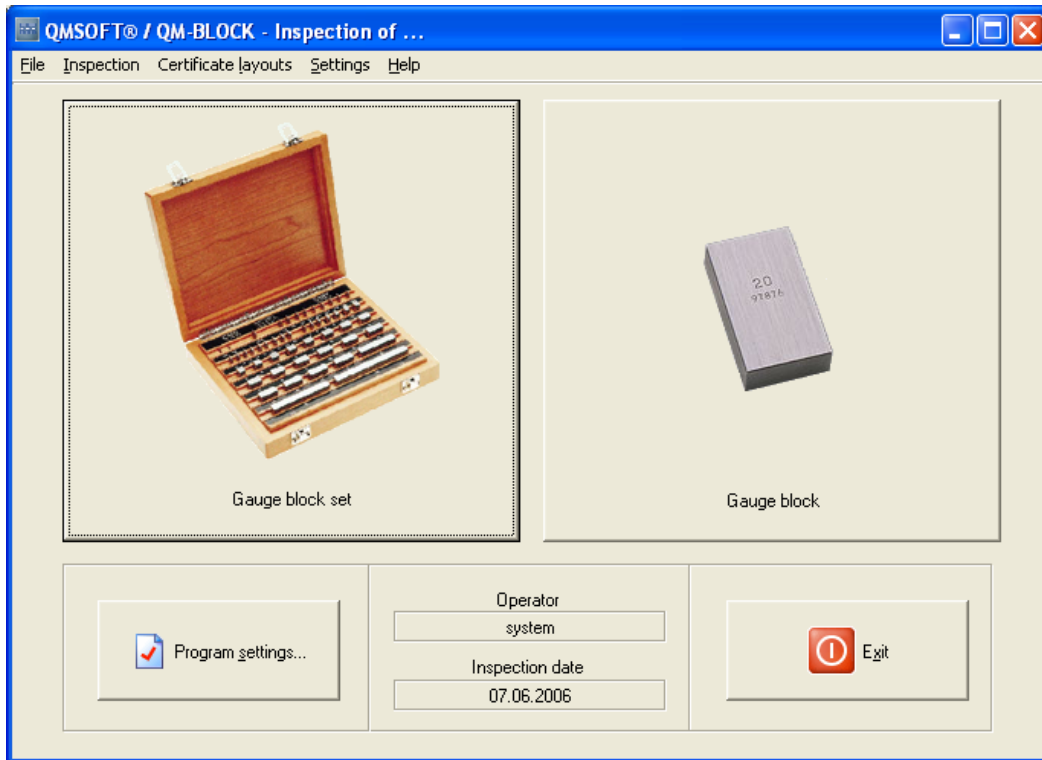 QMSOFT® / QM-BLOCK - Inspection of ...
File Inspection Certificate layouts Settings Help
20
97876
Gauge block set
Gauge block
Program settings...
Operator
system
Inspection date
07.06.2006
Exit